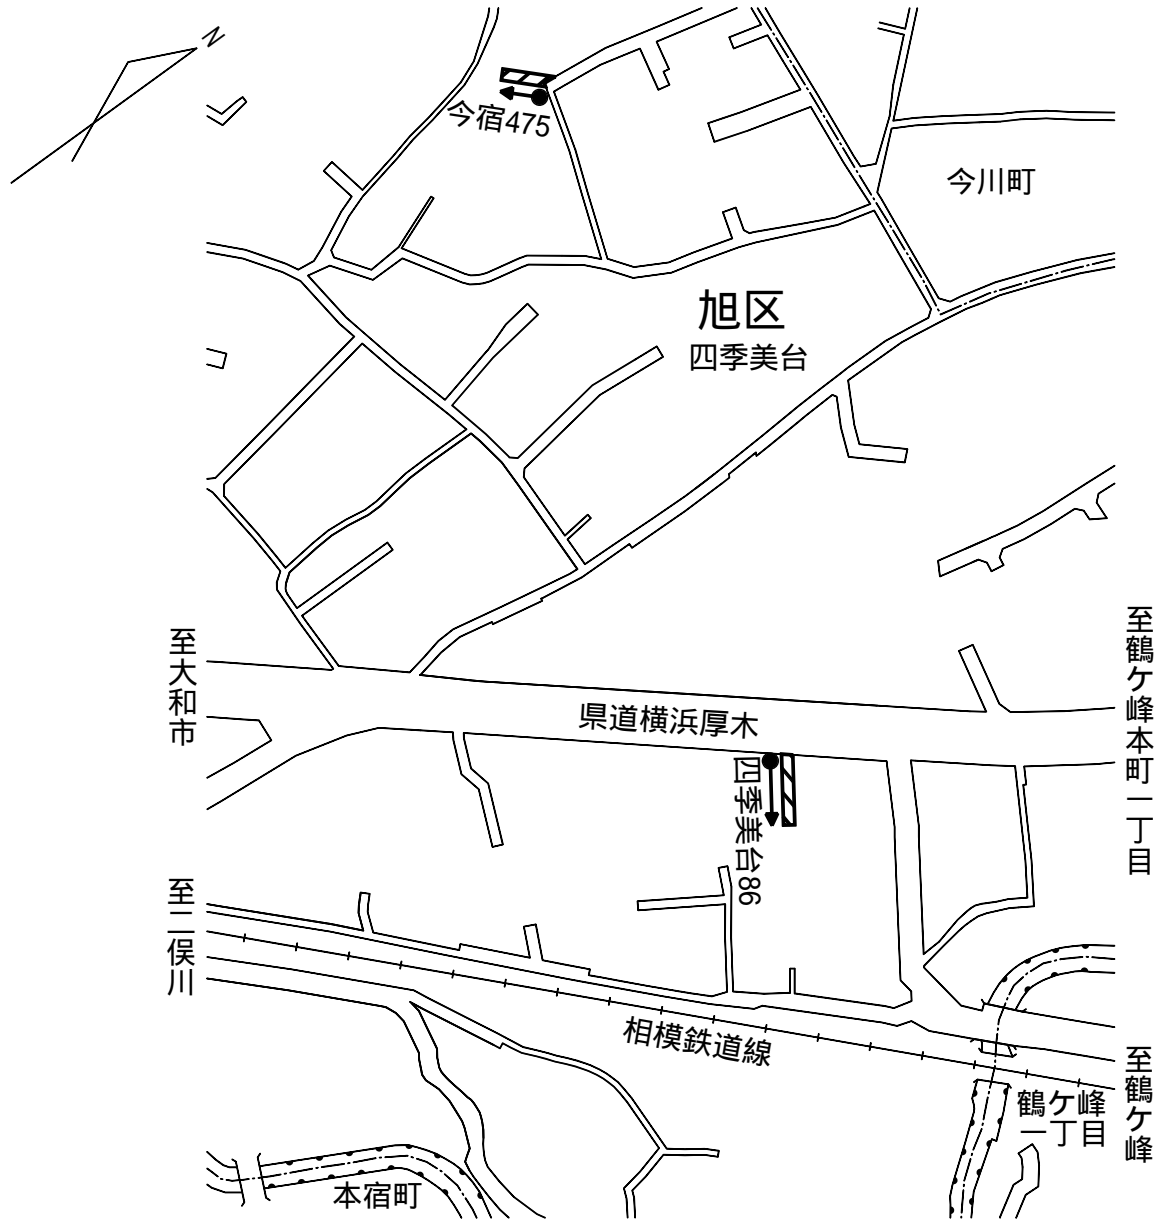 N
今宿475
今川町
旭区
四季美台
至大和市
至鶴ケ峰本町一丁目
県道横浜厚木
四季美台86
至二俣川
相模鉄道線
至鶴ケ峰
鶴ケ峰
一丁目
本宿町